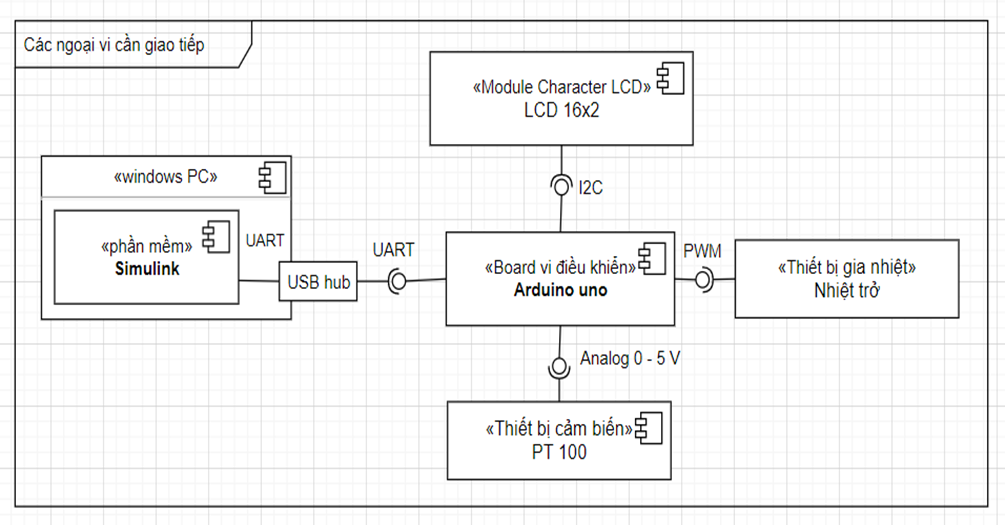 Các ngoại vi cần giao tiếp
«Module Character LCD»
LCD 16x2
I2C
«windows PC»
«phần mềm»
Simulink
UART
USB hub
UART
«Board vi điều khiển»
Arduino uno
PWM
«Thiết bị gia nhiệt»
Nhiệt trở
Analog 0 - 5 V
«Thiết bị cảm biến»
PT 100